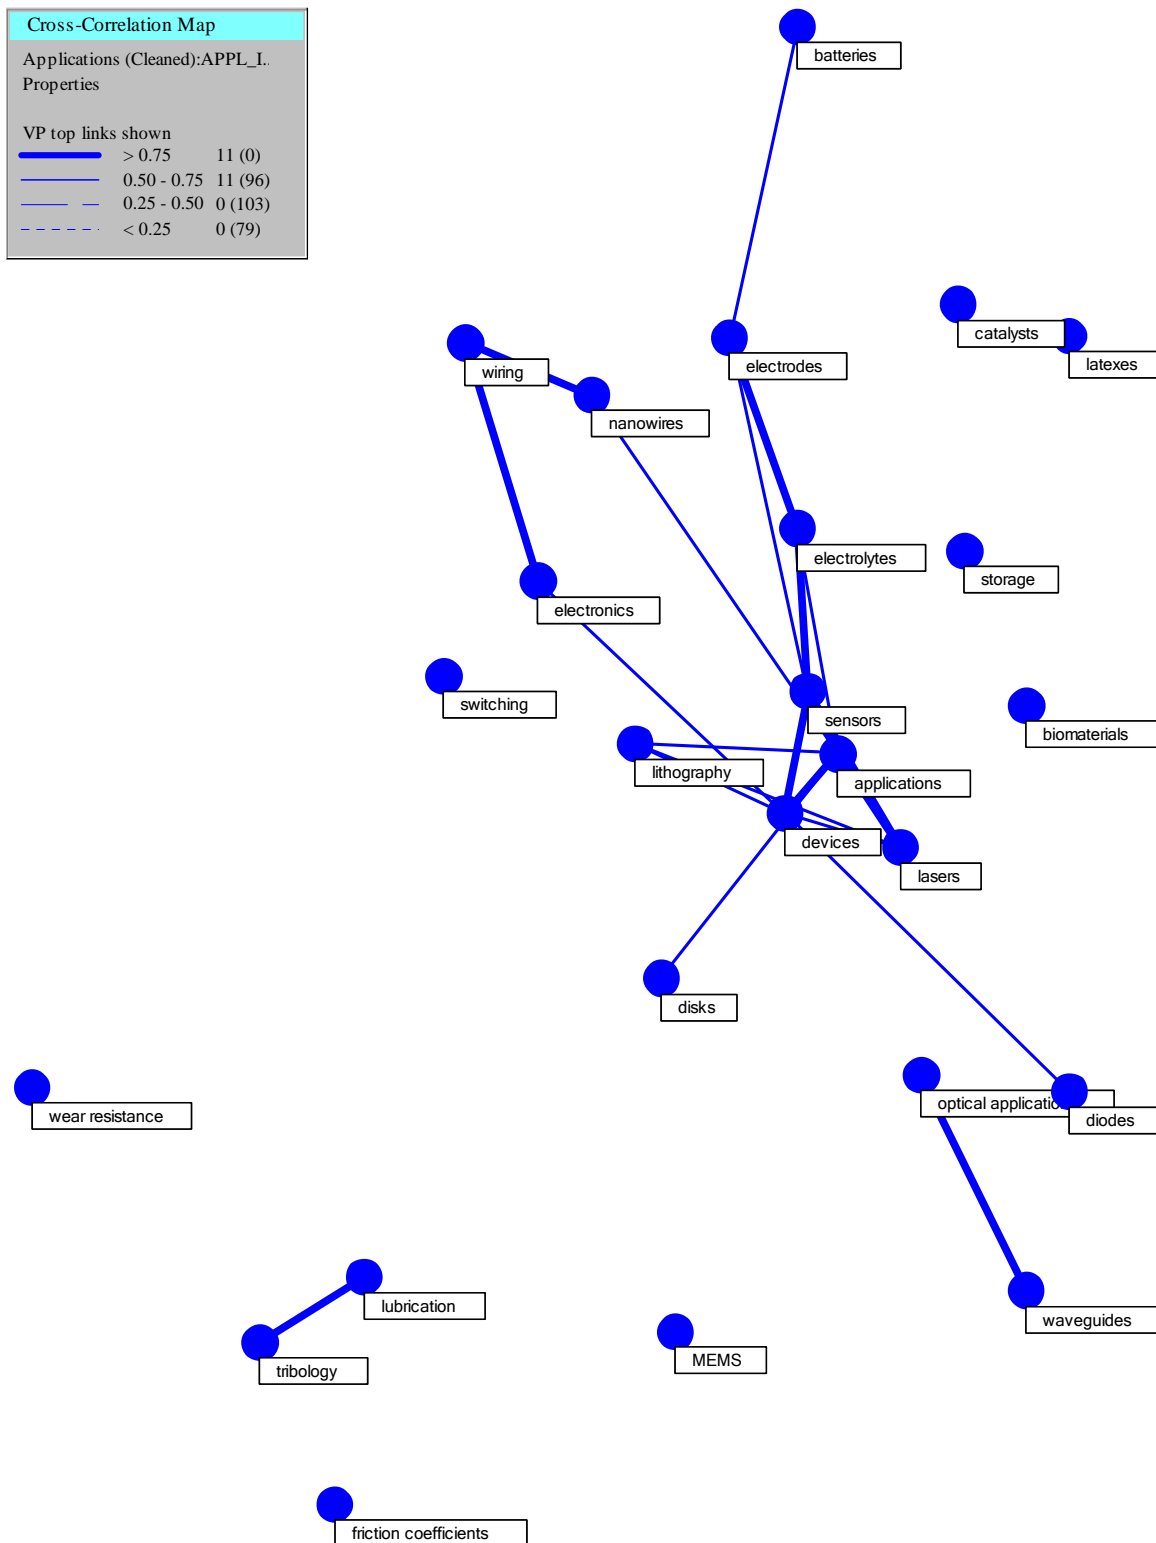 Cross-Correlation Map
Applications (Cleaned):APPL_I..
Properties
VP top links shown
> 0.75 11 (0)
0.50 - 0.75 11 (96)
0.25 - 0.50 0 (103)
< 0.25 0 (79)
batteries
catalysts
latexes
electrodes
wiring
nanowires
electrolytes
storage
electronics
switching
sensors
biomaterials
lithography
applications
devices
lasers
disks
optical applicatio
diodes
wear resistance
lubrication
waveguides
tribology
MEMS
friction coefficients